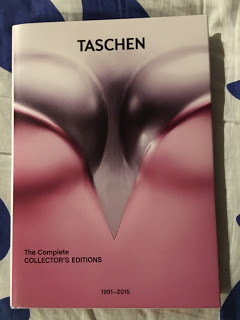 TASCHEN
The Complete
COLLECTOR'S EDITIONS
1991–2015